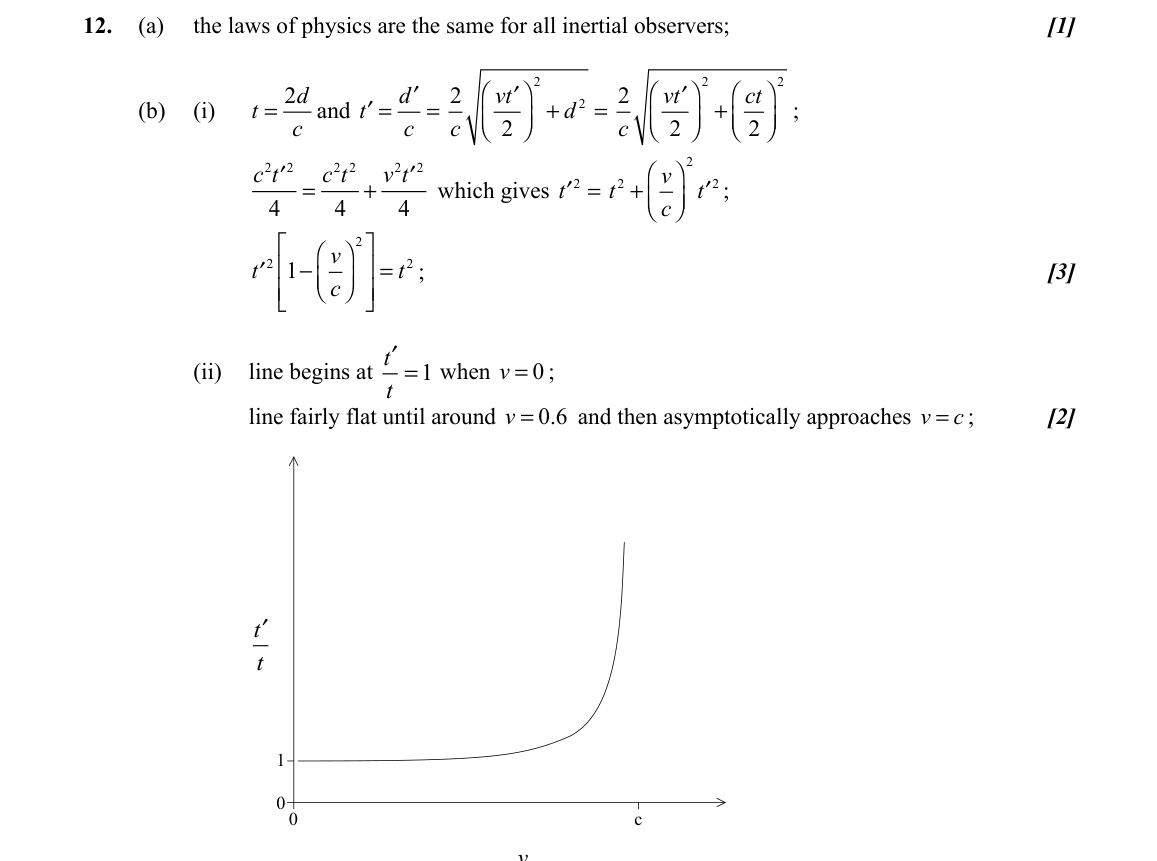 12. (a) the laws of physics are the same for all inertial observers; [1]
(b) (i) t = 2d/c and t′ = d′/c = 2/c √((vt′/2)² + d²) = 2/c √((vt′/2)² + (ct/2)²) ;
c²t′²/4 = c²t²/4 + v²t′²/4 which gives t′² = t² + (v/c)² t′² ;
t′² [1 − (v/c)²] = t² ; [3]
(ii) line begins at t′/t = 1 when v = 0 ;
line fairly flat until around v = 0.6 and then asymptotically approaches v = c ; [2]
t′/t
1
0
0 c
v